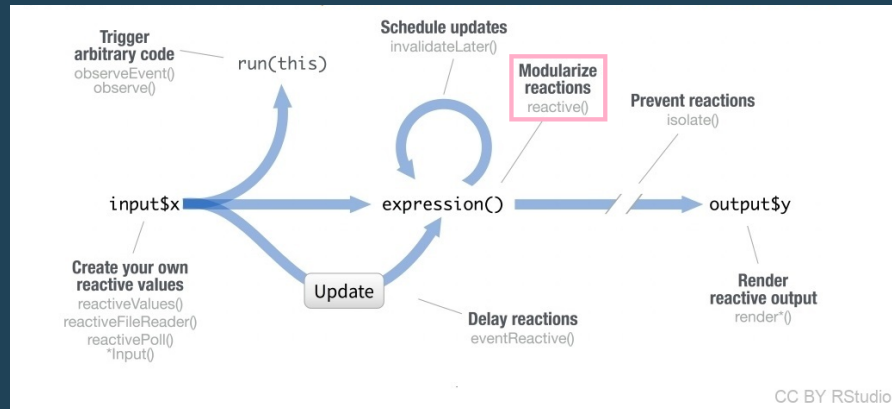 Trigger
arbitrary code
observeEvent()
observe()
run(this)
Schedule updates
invalidateLater()
Modularize
reactions
reactive()
Prevent reactions
isolate()
input$x
expression()
output$y
Create your own
reactive values
reactiveValues()
reactiveFileReader()
reactivePoll()
*Input()
Update
Delay reactions
eventReactive()
Render
reactive output
render*()
CC BY RStudio